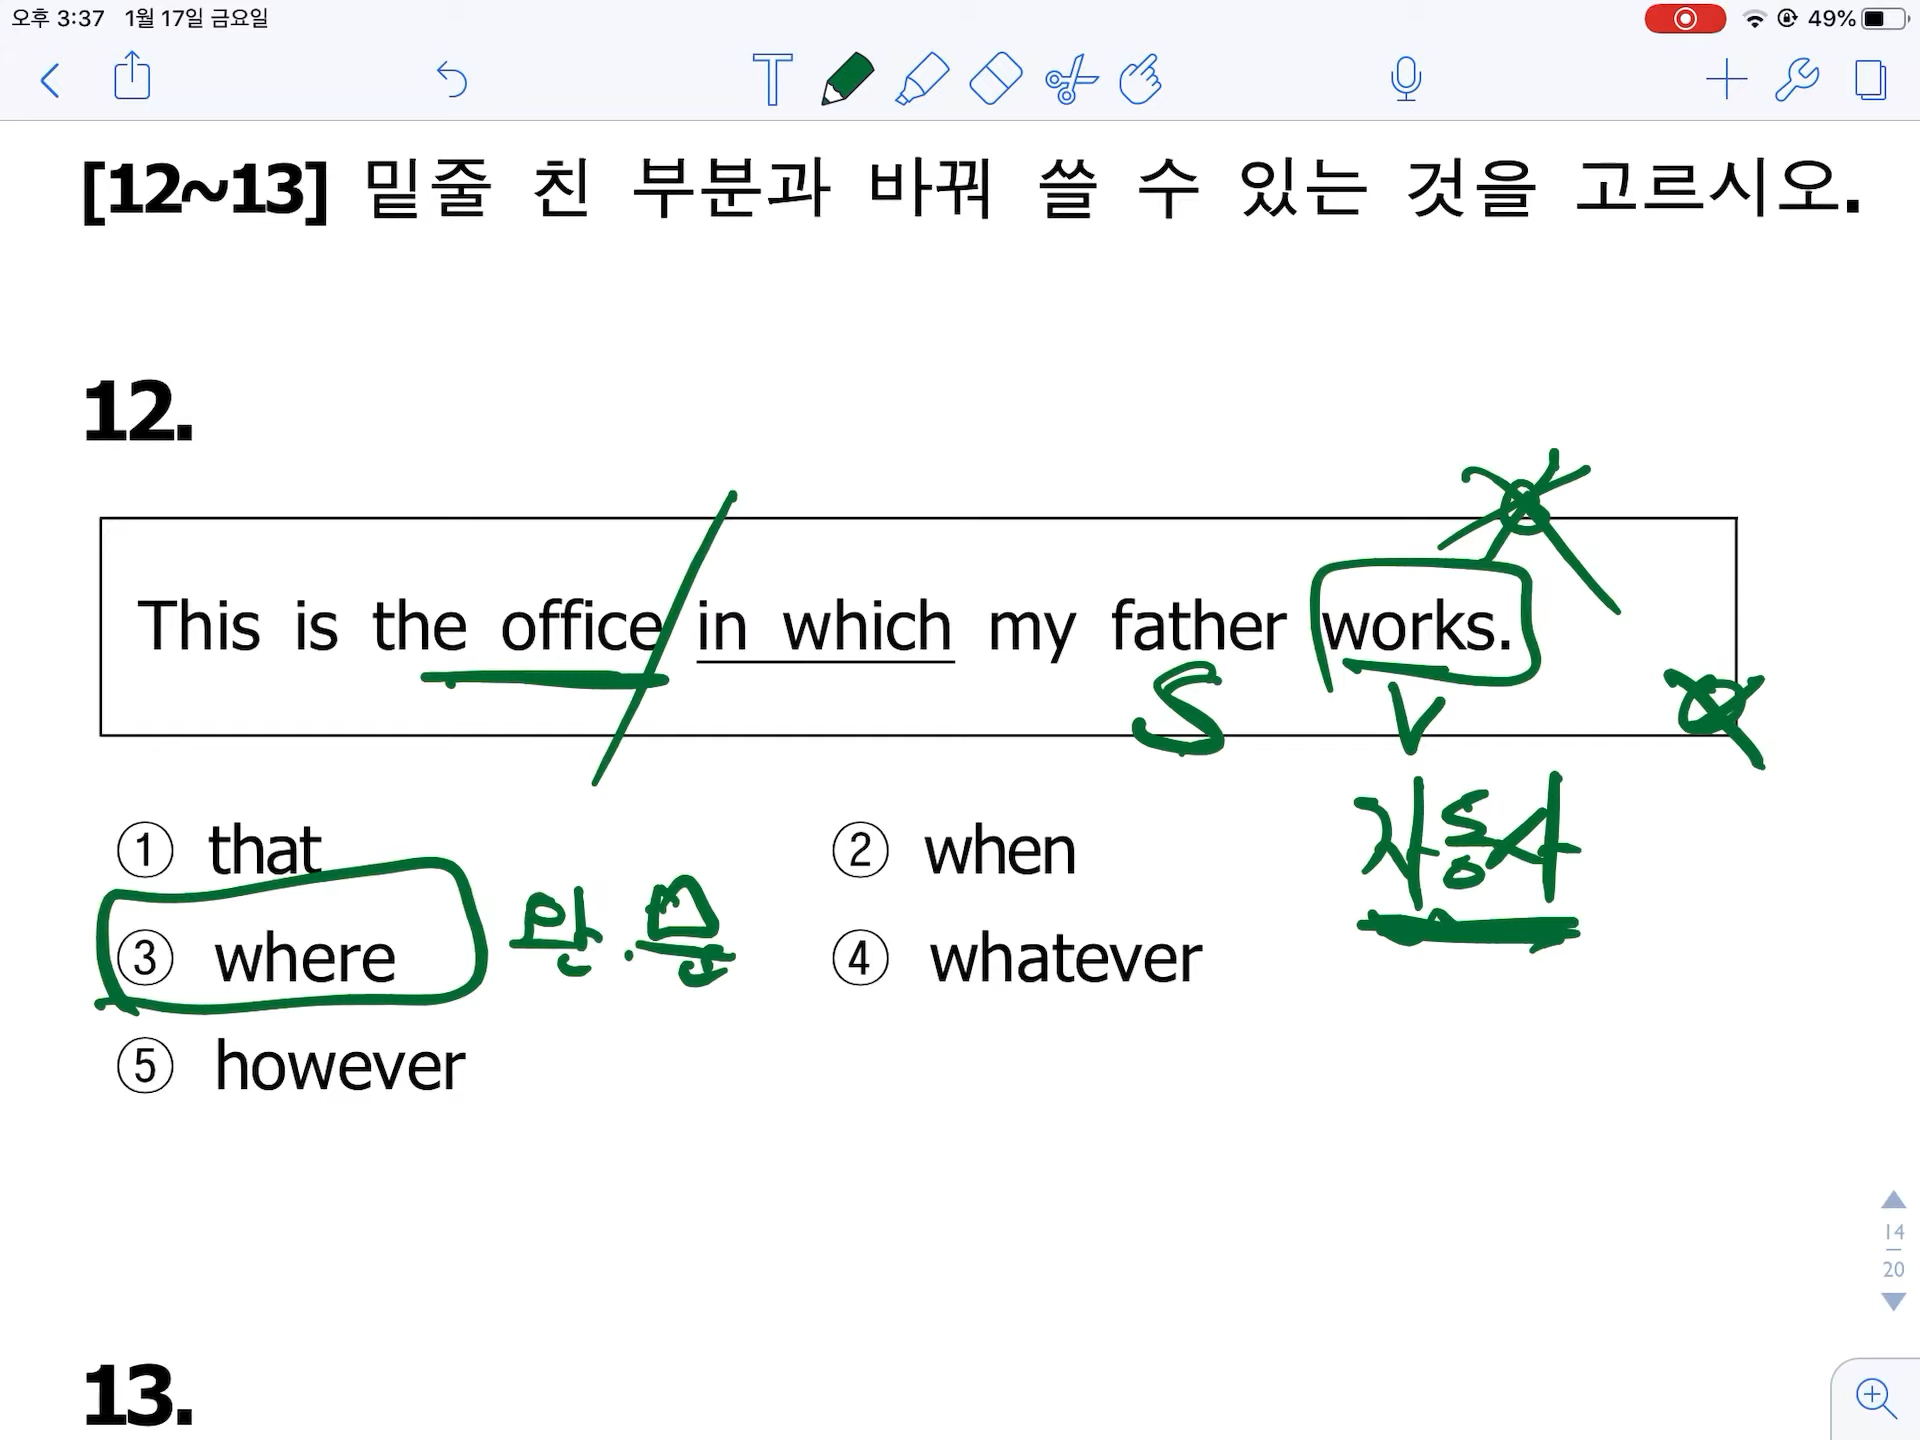 오후 3:37 1월 17일 금요일 49%
T
[12~13] 밑줄 친 부분과 바꿔 쓸 수 있는 것을 고르시오.
12.
This is the office in which my father works.
S V
자동사
① that ② when
③ where 완.문 ④ whatever
⑤ however
14
20
13.